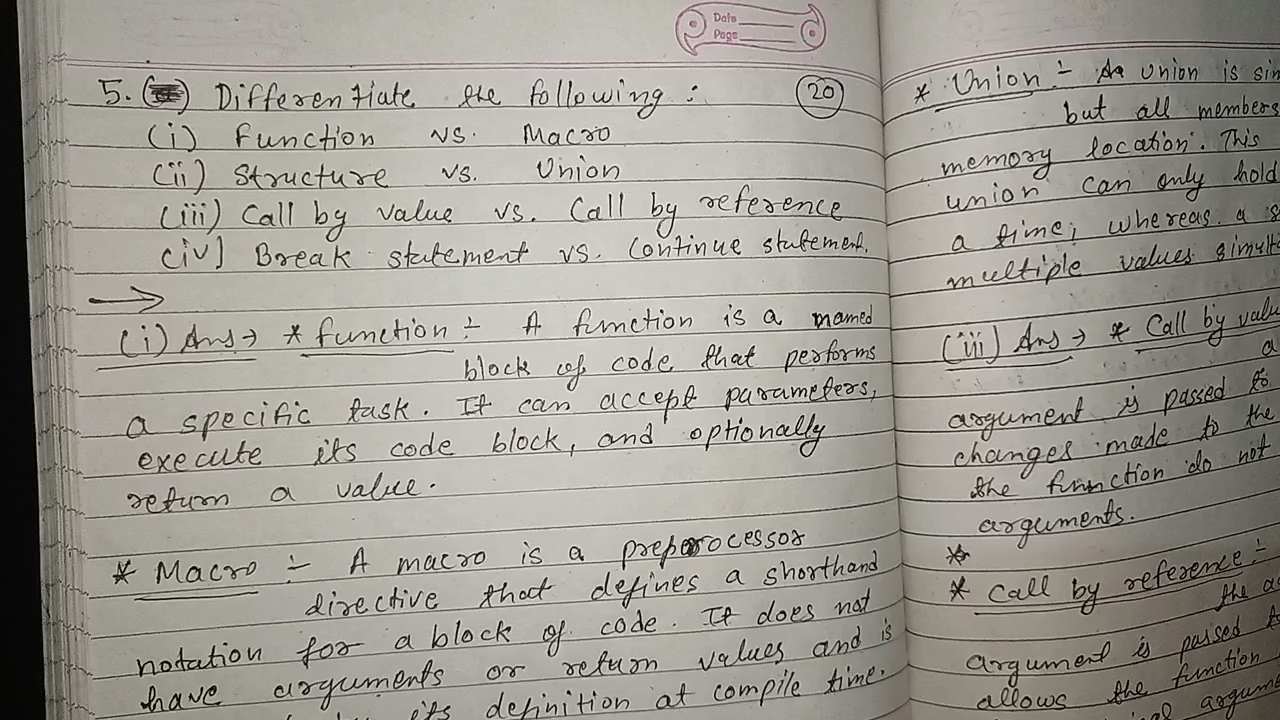 Date
Page
5. Differentiate the following :
20
(i) Function vs. Macro
(ii) Structure vs. Union
(iii) Call by value vs. Call by reference
(iv) Break statement vs. Continue statement.
(i) Ans → * function :- A function is a named
block of code that performs
a specific task. It can accept parameters,
execute its code block, and optionally
return a value.
* Macro :- A macro is a preprocessor
directive that defines a shorthand
notation for a block of code. It does not
have arguments or return values and is
its definition at compile time.
* Union :- A Union is
but all members
memory location. This
union can only hold
a time; whereas a
multiple values
(iii) Ans → * Call by
a
argument is passed to
changes made to the
the function do not
arguments.
*
* Call by reference :-
the
argument is passed
allows the function